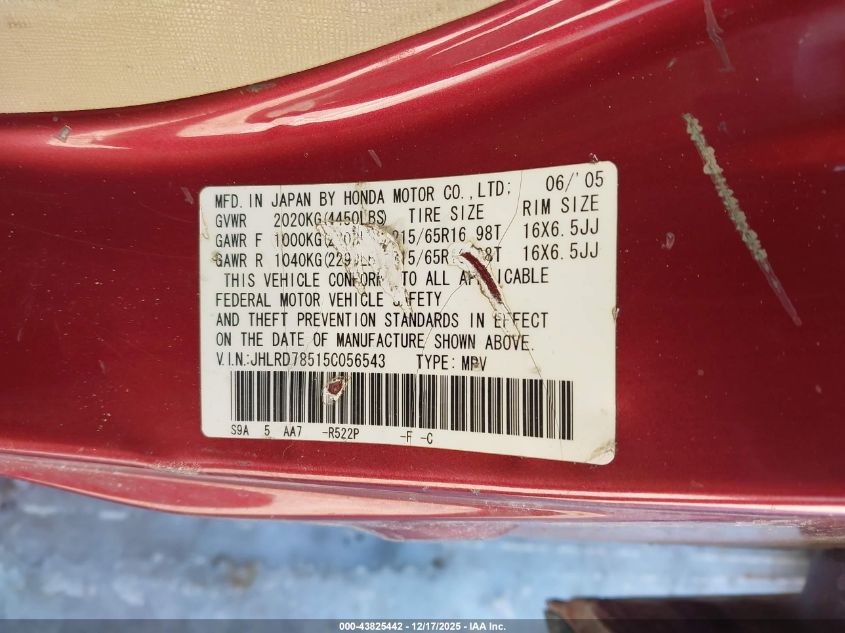 MFD. IN JAPAN BY HONDA MOTOR CO.,LTD: 06/'05
GVWR 2020KG(4450LBS) TIRE SIZE RIM SIZE
GAWR F 1000KG( 215/65R16 98T 16X6.5JJ
GAWR R 1040KG( 16X6.5JJ
THIS VEHICLE TO ALL APPLICABLE
FEDERAL MOTOR VEHICLE SAFETY
AND THEFT PREVENTION STANDARDS IN EFFECT
ON THE DATE OF MANUFACTURE SHOWN ABOVE.
V.I.N.:JHLRD78515C056543 TYPE:MPV
S9A 5 AA7 -R522P -F -C
000-43825442 - 12/17/2025 - IAA Inc.